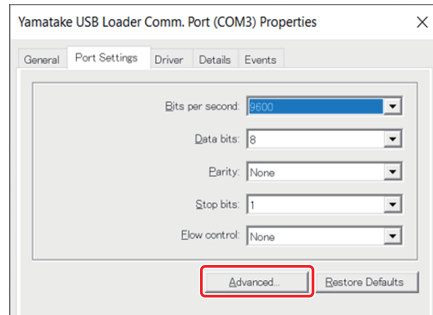 Yamatake USB Loader Comm. Port (COM3) Properties
General Port Settings Driver Details Events
Bits per second: 9600
Data bits: 8
Parity: None
Stop bits: 1
Flow control: None
Advanced... Restore Defaults